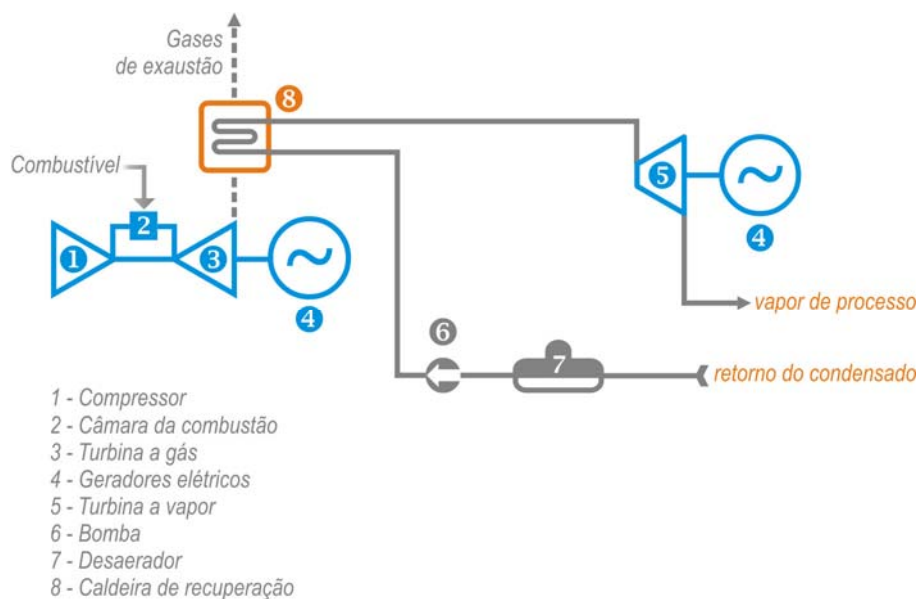 Gases
de exaustão
8
Combustível
2
1
3
4
5
4
vapor de processo
6
7
retorno do condensado
1 - Compressor
2 - Câmara da combustão
3 - Turbina a gás
4 - Geradores elétricos
5 - Turbina a vapor
6 - Bomba
7 - Desaerador
8 - Caldeira de recuperação